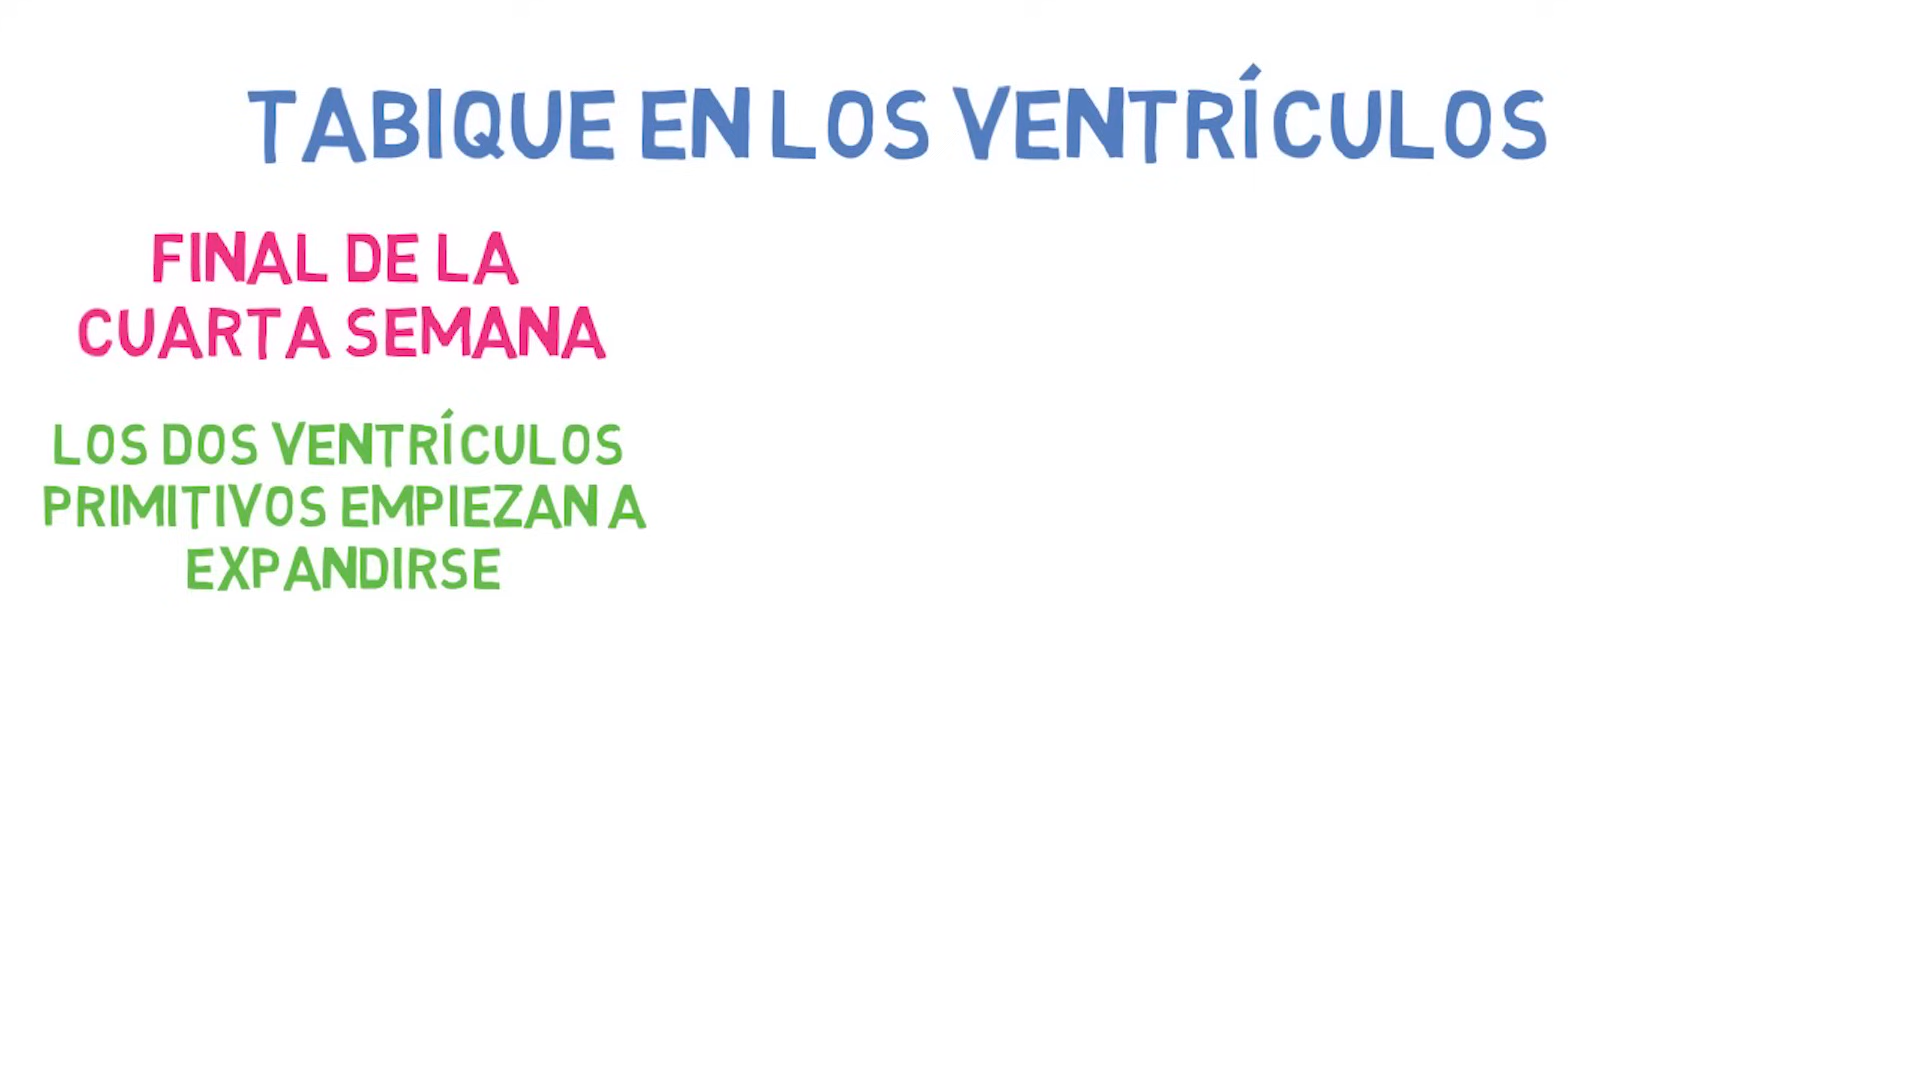 TABIQUE EN LOS VENTRÍCULOS
FINAL DE LA
CUARTA SEMANA
LOS DOS VENTRÍCULOS
PRIMITIVOS EMPIEZAN A
EXPANDIRSE